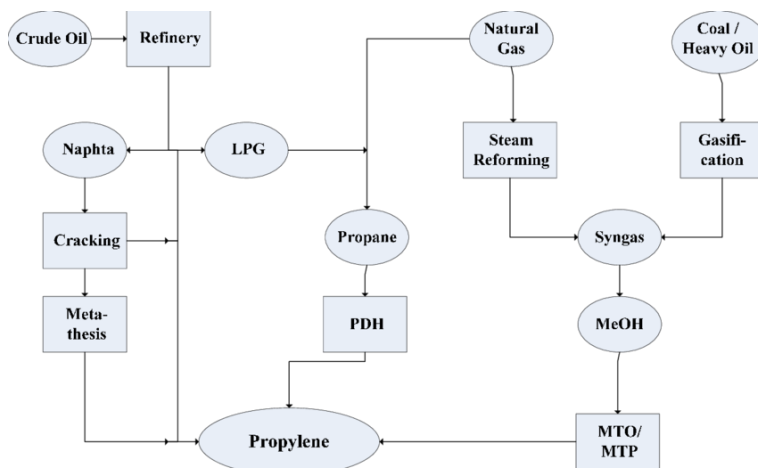 Crude Oil
Refinery
Natural
Gas
Coal /
Heavy Oil
Naphta
LPG
Steam
Reforming
Gasifi-
cation
Cracking
Propane
Syngas
Meta-
thesis
PDH
MeOH
Propylene
MTO/
MTP